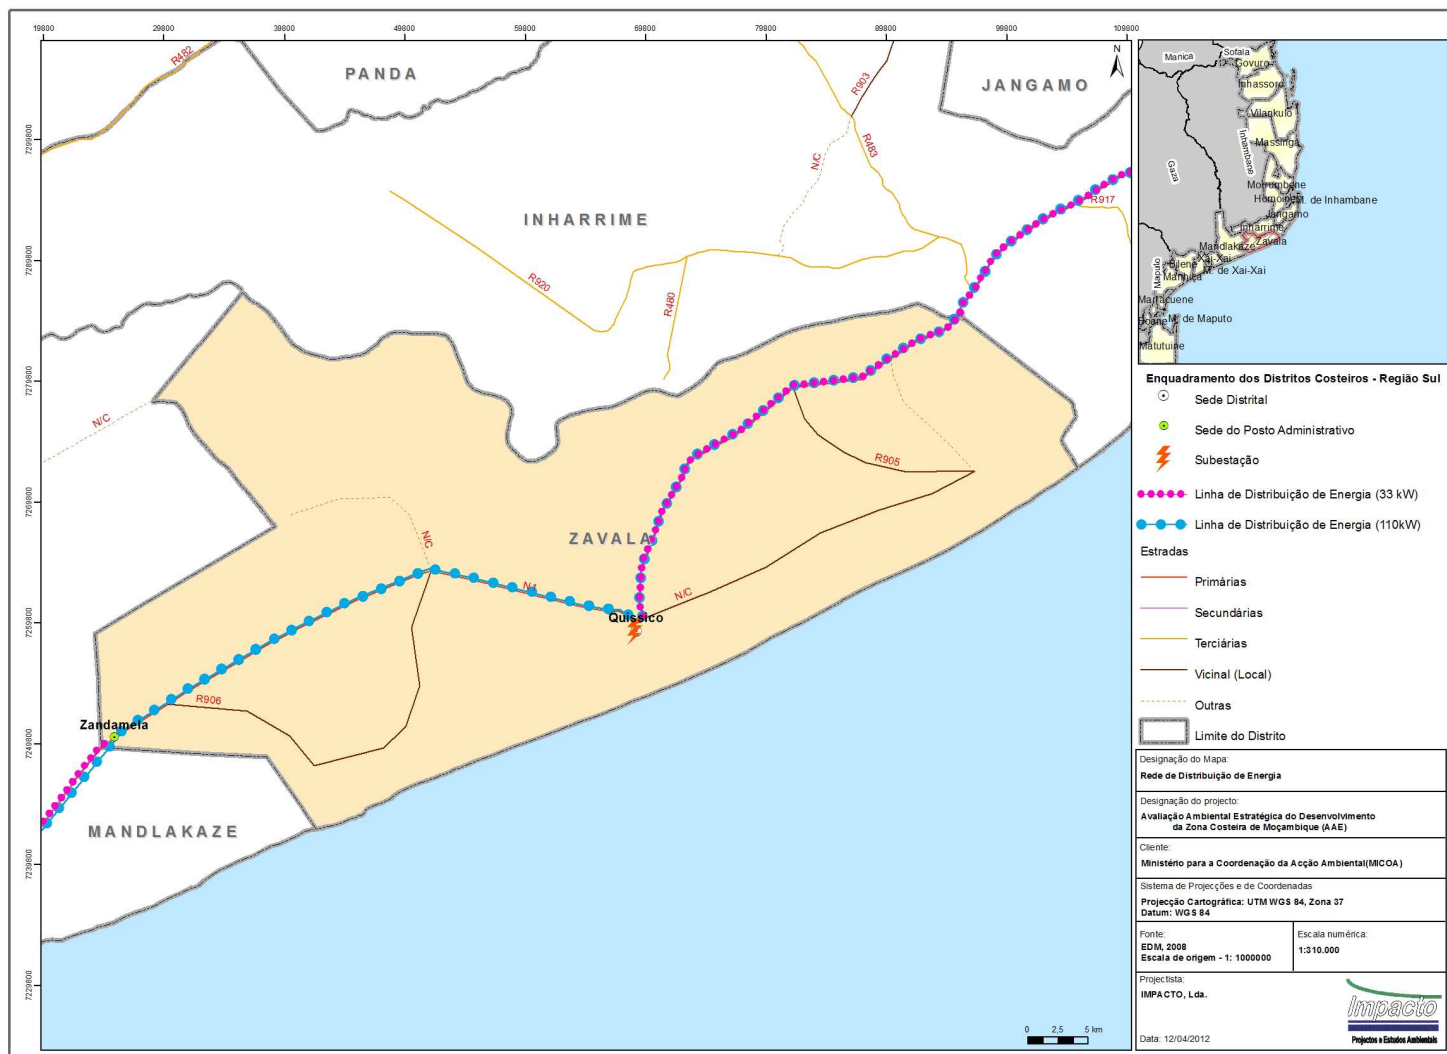 19800 29800 39800 49800 59800 69800 79800 89800 99800 109800
7299800
7289800
7279800
7269800
7259800
7249800
7239800
7229800
R482
PANDA
R903
N
JANGAMO
N/C
R483
INHARRIME
R917
R920
R480
N/C
R905
N/C
ZAVALA
N1
N/C
Quissico
R906
Zandamela
MANDLAKAZE
0 2,5 5 km
Manica
Sofala
Govuro
Inhassoro
Vilankulo
Inhambane
Massinga
Gaza
Morrumbene
Homoine
M. de Inhambane
Jangamo
Inharrime
Zavala
Mandlakaze
Xai-Xai
Bilene
M. de Xai-Xai
Maputo
Manhiça
Marracuene
Boane
M. de Maputo
Matutuine
Enquadramento dos Distritos Costeiros - Região Sul
Sede Distrital
Sede do Posto Administrativo
Subestação
Linha de Distribuição de Energia (33 kW)
Linha de Distribuição de Energia (110kW)
Estradas
Primárias
Secundárias
Terciárias
Vicinal (Local)
Outras
Limite do Distrito
Designação do Mapa:
Rede de Distribuição de Energia
Designação do projecto:
Avaliação Ambiental Estratégica do Desenvolvimento
da Zona Costeira de Moçambique (AAE)
Cliente:
Ministério para a Coordenação da Acção Ambiental(MICOA)
Sistema de Projecções e de Coordenadas
Projecção Cartográfica: UTM WGS 84, Zona 37
Datum: WGS 84
Fonte:
EDM, 2008
Escala de origem - 1: 1000000
Escala numérica:
1:310.000
Projectista:
IMPACTO, Lda.
Data: 12/04/2012
Impacto
Projectos e Estudos Ambientais